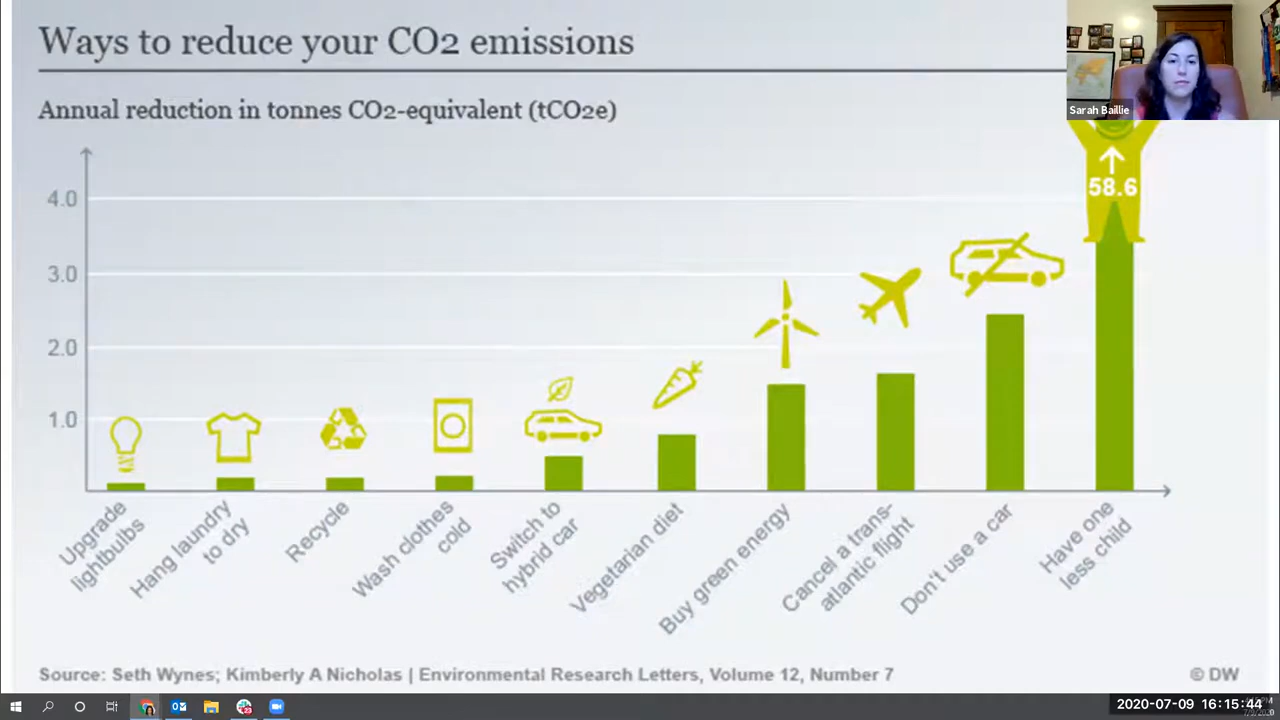 Ways to reduce your CO2 emissions
Annual reduction in tonnes CO2-equivalent (tCO2e)
Sarah Baillie
58.6
4.0
3.0
2.0
1.0
Upgrade
lightbulbs
Hang laundry
to dry
Recycle
Wash clothes
cold
Switch to
hybrid car
Vegetarian diet
Buy green energy
Cancel a trans-
atlantic flight
Don't use a car
Have one
less child
Source: Seth Wynes; Kimberly A Nicholas | Environmental Research Letters, Volume 12, Number 7
© DW
2020-07-09 16:15:44